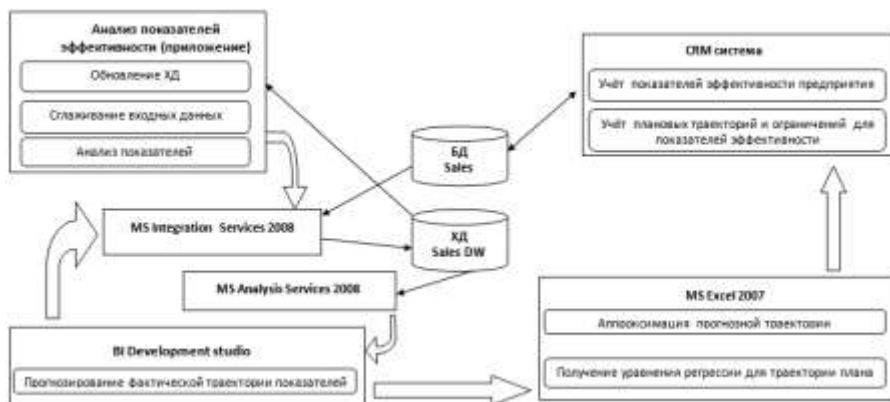 Анализ показателей
эффективности (приложение)
Обновление ХД
Сглаживание входных данных
Анализ показателей
CRM система
Учёт показателей эффективности предприятия
Учёт плановых траекторий и ограничений для
показателей эффективности
БД
Sales
MS Integration Services 2008
ХД
Sales DW
MS Analysis Services 2008
MS Excel 2007
Аппроксимация прогнозной траектории
Получение уравнения регрессии для траектории плана
BI Development studio
Прогнозирование фактической траектории показателей